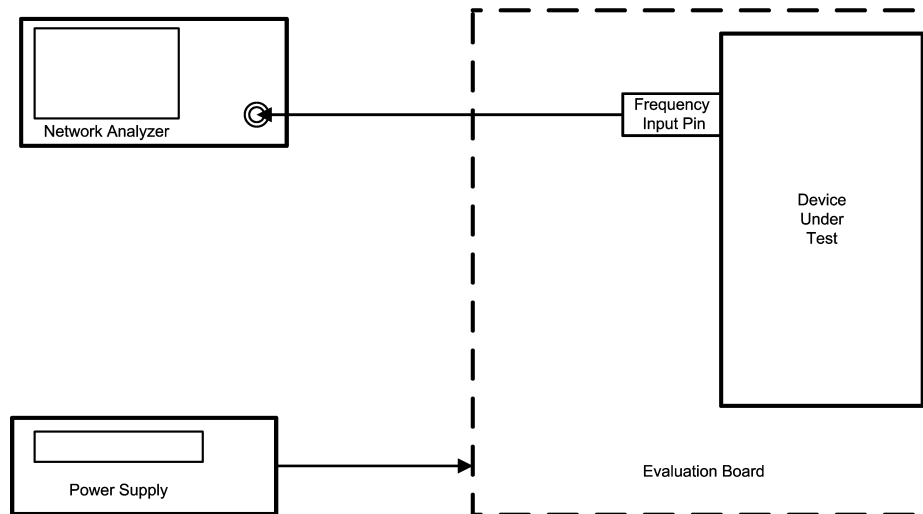 Network Analyzer
Frequency
Input Pin
Device
Under
Test
Power Supply
Evaluation Board